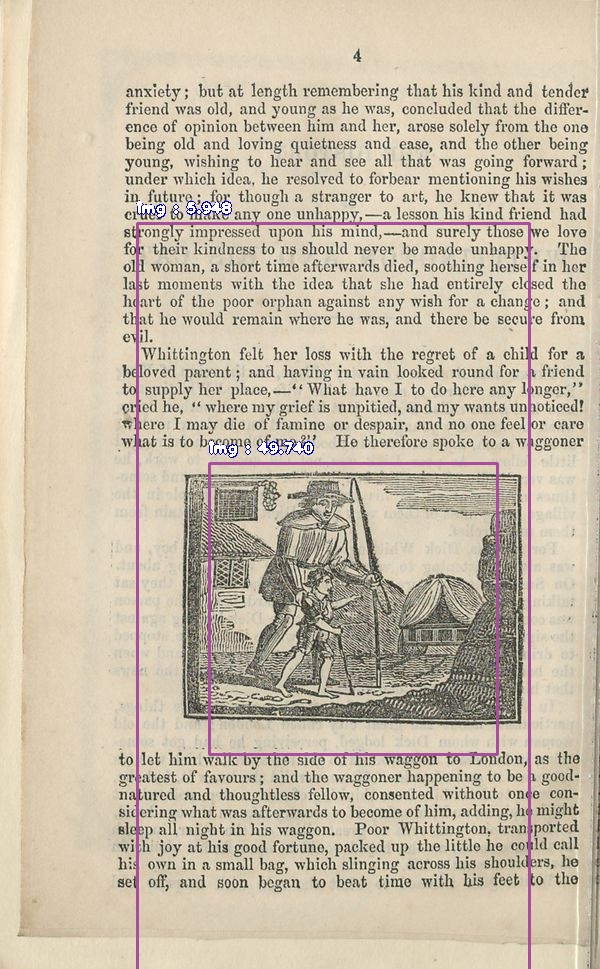 4
anxiety; but at length remembering that his kind and tender
friend was old, and young as he was, concluded that the differ-
ence of opinion between him and her, arose solely from the one
being old and loving quietness and ease, and the other being
young, wishing to hear and see all that was going forward;
under which idea, he resolved to forbear mentioning his wishes
in future, for though a stranger to art, he knew that it was
img : 5.923
cruel to make any one unhappy,—a lesson his kind friend had
strongly impressed upon his mind,—and surely those we love
for their kindness to us should never be made unhappy. The
old woman, a short time afterwards died, soothing herself in her
last moments with the idea that she had entirely closed the
heart of the poor orphan against any wish for a change; and
that he would remain where he was, and there be secure from
evil.
Whittington felt her loss with the regret of a child for a
beloved parent; and having in vain looked round for a friend
to supply her place,—“What have I to do here any longer,”
cried he, “where my grief is unpitied, and my wants unnoticed!
where I may die of famine or despair, and no one feel or care
what is to become of me?” He therefore spoke to a waggoner
img : 49.740
to let him walk by the side of his waggon to London, as the
greatest of favours; and the waggoner happening to be a good-
natured and thoughtless fellow, consented without once con-
sidering what was afterwards to become of him, adding, he might
sleep all night in his waggon. Poor Whittington, transported
with joy at his good fortune, packed up the little he could call
his own in a small bag, which slinging across his shoulders, he
set off, and soon began to beat time with his feet to the